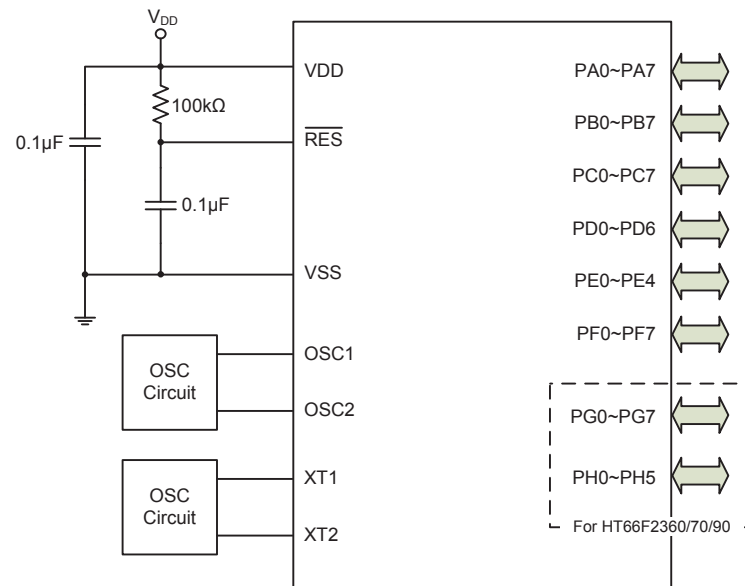 VDD
VDD
100kΩ
RES
0.1µF
0.1µF
VSS
OSC
Circuit
OSC1
OSC2
OSC
Circuit
XT1
XT2
PA0~PA7
PB0~PB7
PC0~PC7
PD0~PD6
PE0~PE4
PF0~PF7
PG0~PG7
PH0~PH5
For HT66F2360/70/90